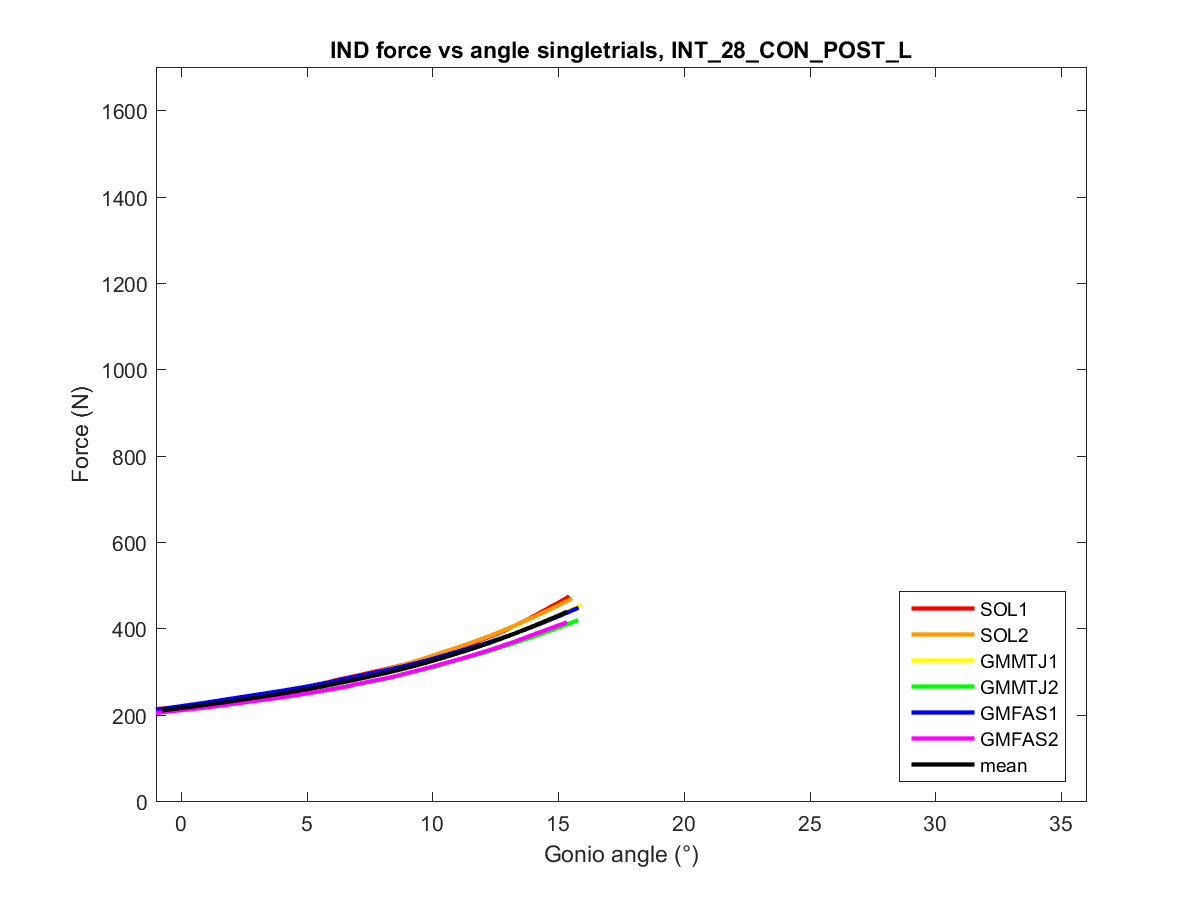 IND force vs angle singletrials, INT_28_CON_POST_L
1600
1400
1200
1000
800
600
400
200
0
Force (N)
0 5 10 15 20 25 30 35
Gonio angle (°)
SOL1
SOL2
GMMTJ1
GMMTJ2
GMFAS1
GMFAS2
mean